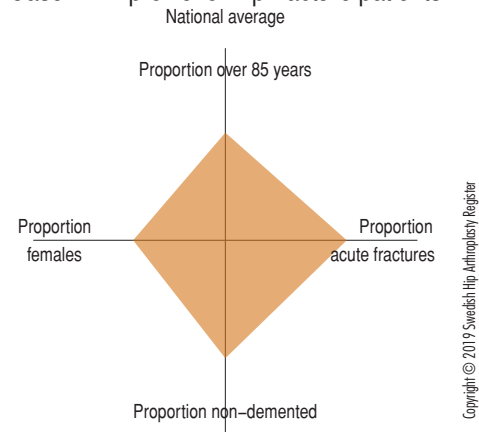 National average
Proportion over 85 years
Proportion
females
Proportion
acute fractures
Proportion non–demented
Copyright © 2019 Swedish Hip Arthroplasty Register